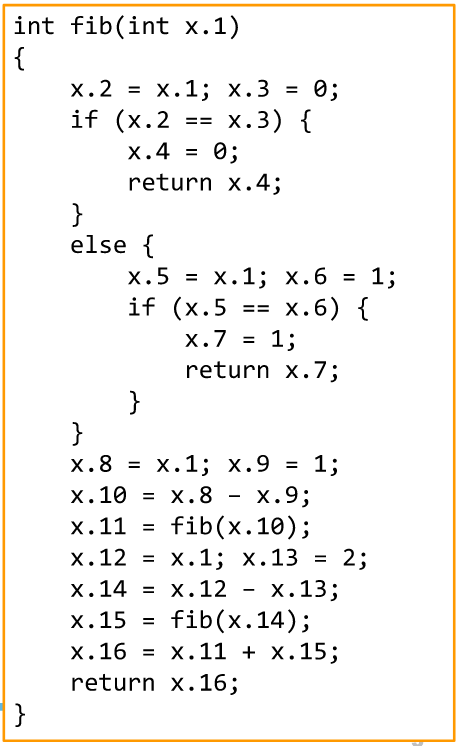 int fib(int x.1)
{
    x.2 = x.1; x.3 = 0;
    if (x.2 == x.3) {
        x.4 = 0;
        return x.4;
    }
    else {
        x.5 = x.1; x.6 = 1;
        if (x.5 == x.6) {
            x.7 = 1;
            return x.7;
        }
    }
    x.8 = x.1; x.9 = 1;
    x.10 = x.8 – x.9;
    x.11 = fib(x.10);
    x.12 = x.1; x.13 = 2;
    x.14 = x.12 – x.13;
    x.15 = fib(x.14);
    x.16 = x.11 + x.15;
    return x.16;
}